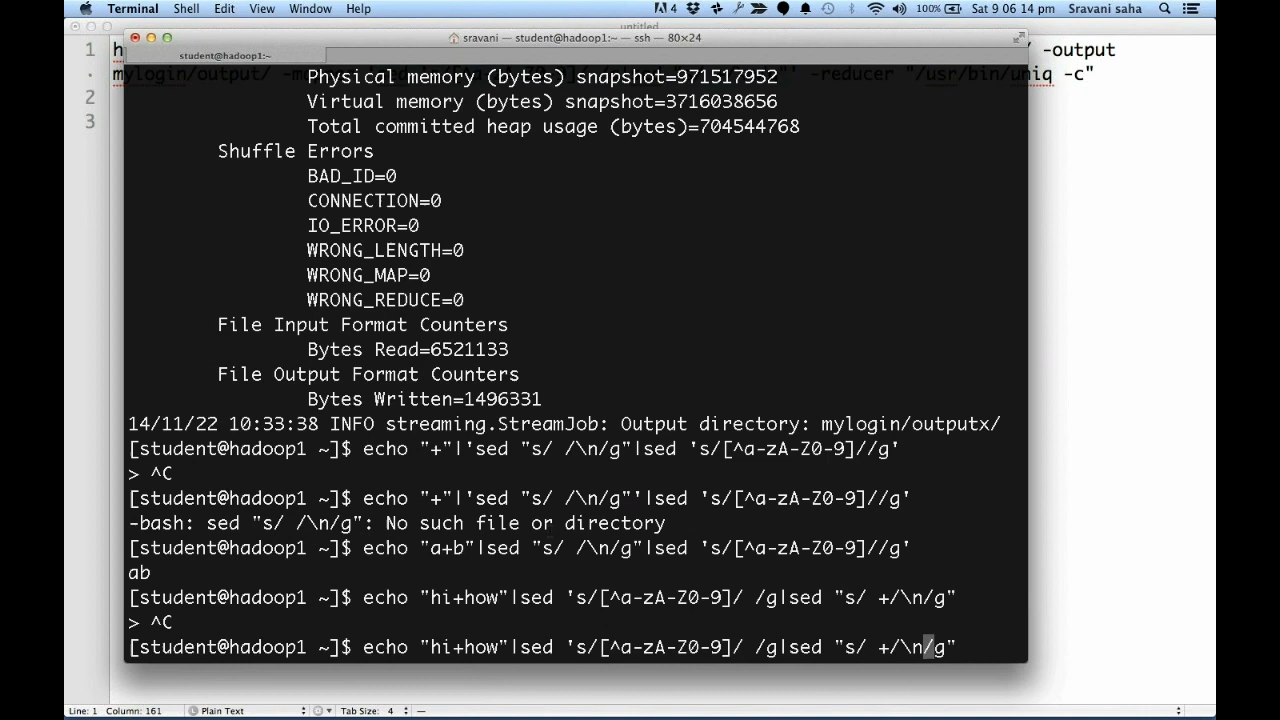 Terminal Shell Edit View Window Help 4 100% Sat 9 06 14 pm Sravani saha
untitled
sravani — student@hadoop1:~ — ssh — 80×24
student@hadoop1:~
1 h / -output
mylogin/output/ -reducer "/usr/bin/uniq -c"
2
3
Physical memory (bytes) snapshot=971517952
Virtual memory (bytes) snapshot=3716038656
Total committed heap usage (bytes)=704544768
Shuffle Errors
BAD_ID=0
CONNECTION=0
IO_ERROR=0
WRONG_LENGTH=0
WRONG_MAP=0
WRONG_REDUCE=0
File Input Format Counters
Bytes Read=6521133
File Output Format Counters
Bytes Written=1496331
14/11/22 10:33:38 INFO streaming.StreamJob: Output directory: mylogin/outputx/
[student@hadoop1 ~]$ echo "+"|'sed "s/ /\n/g"|sed 's/[^a-zA-Z0-9]//g'
> ^C
[student@hadoop1 ~]$ echo "+"|'sed "s/ /\n/g"'|sed 's/[^a-zA-Z0-9]//g'
-bash: sed "s/ /\n/g": No such file or directory
[student@hadoop1 ~]$ echo "a+b"|sed "s/ /\n/g"|sed 's/[^a-zA-Z0-9]//g'
ab
[student@hadoop1 ~]$ echo "hi+how"|sed 's/[^a-zA-Z0-9]/ /g|sed "s/ +/\n/g"
> ^C
[student@hadoop1 ~]$ echo "hi+how"|sed 's/[^a-zA-Z0-9]/ /g|sed "s/ +/\n/g"
Line: 1 Column: 161 Plain Text Tab Size: 4 —